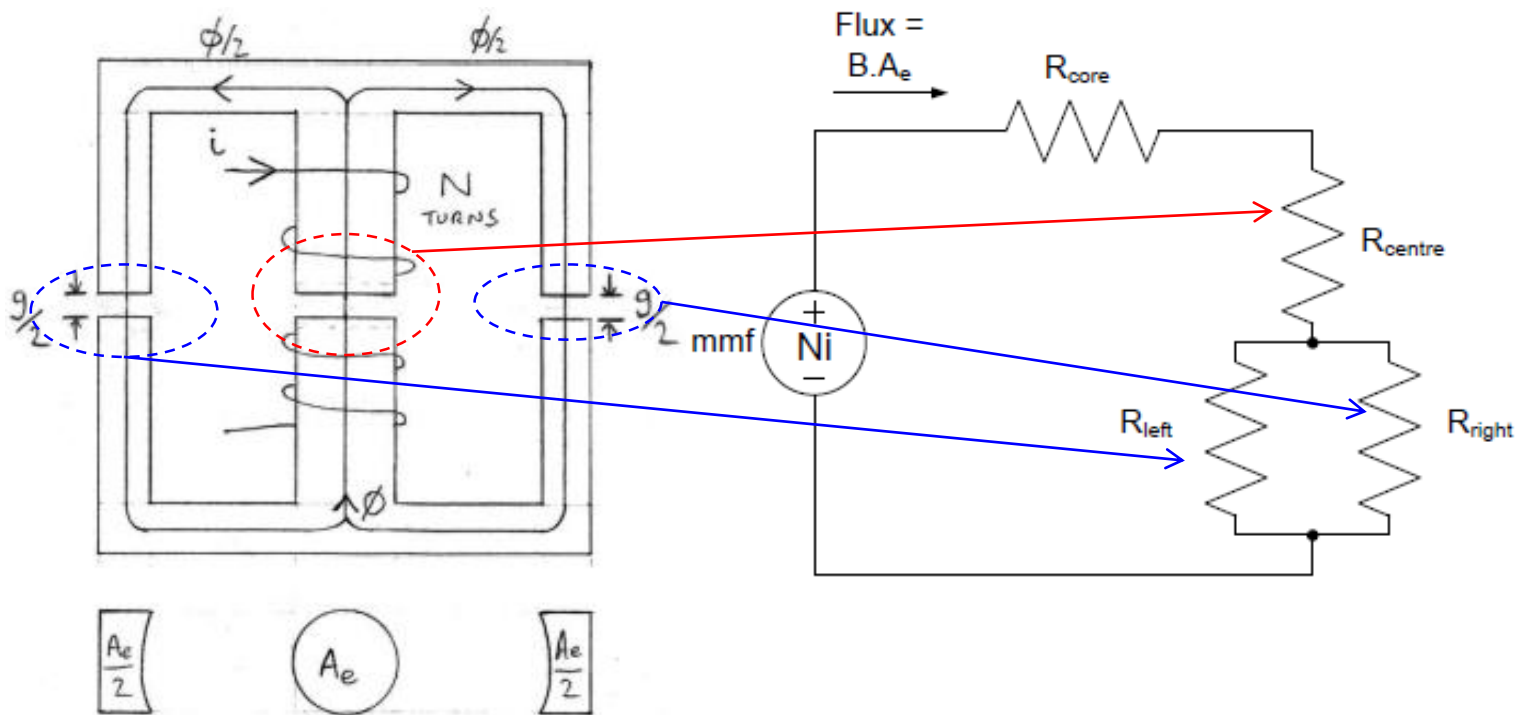 ϕ/2
ϕ/2
i
N
TURNS
g/2
g/2
ϕ
Ae/2
Ae
Ae/2
Flux =
B.Ae
Rcore
Rcentre
mmf
+
Ni
−
Rleft
Rright